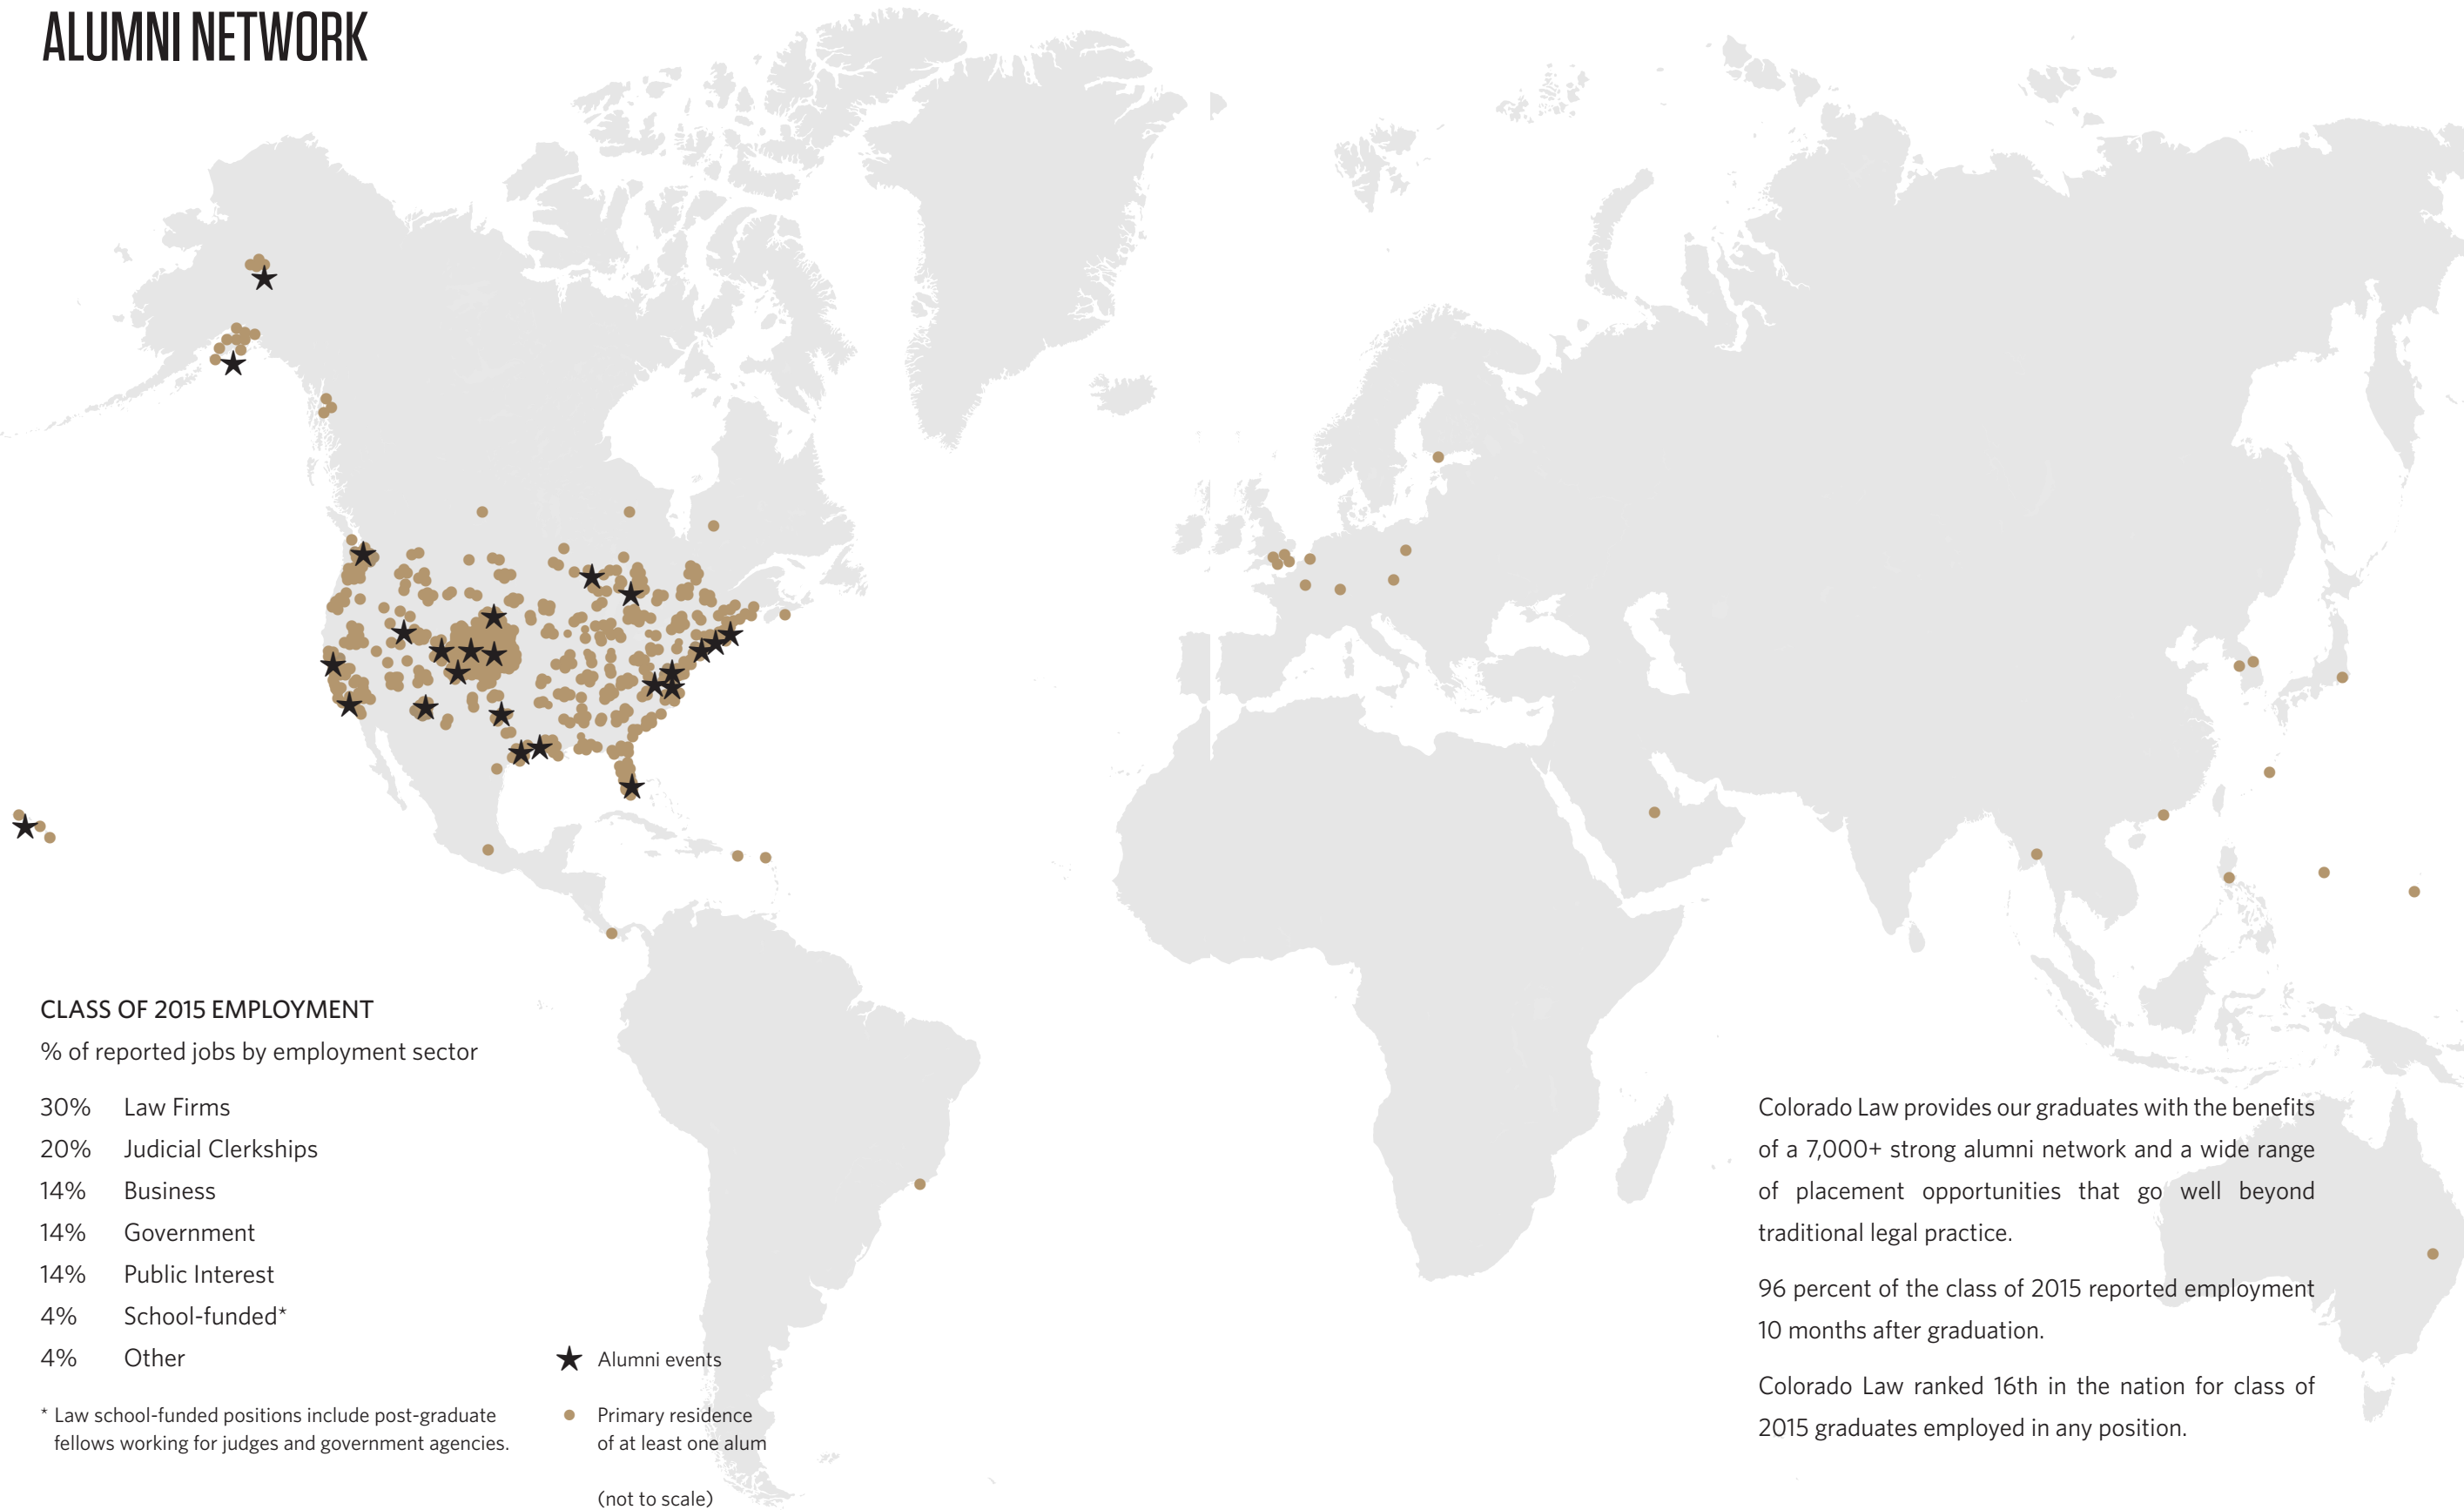 ALUMNI NETWORK
CLASS OF 2015 EMPLOYMENT
% of reported jobs by employment sector
30% Law Firms
20% Judicial Clerkships
14% Business
14% Government
14% Public Interest
4% School-funded*
4% Other
* Law school-funded positions include post-graduate
fellows working for judges and government agencies.
Alumni events
Primary residence
of at least one alum
(not to scale)
Colorado Law provides our graduates with the benefits
of a 7,000+ strong alumni network and a wide range
of placement opportunities that go well beyond
traditional legal practice.
96 percent of the class of 2015 reported employment
10 months after graduation.
Colorado Law ranked 16th in the nation for class of
2015 graduates employed in any position.